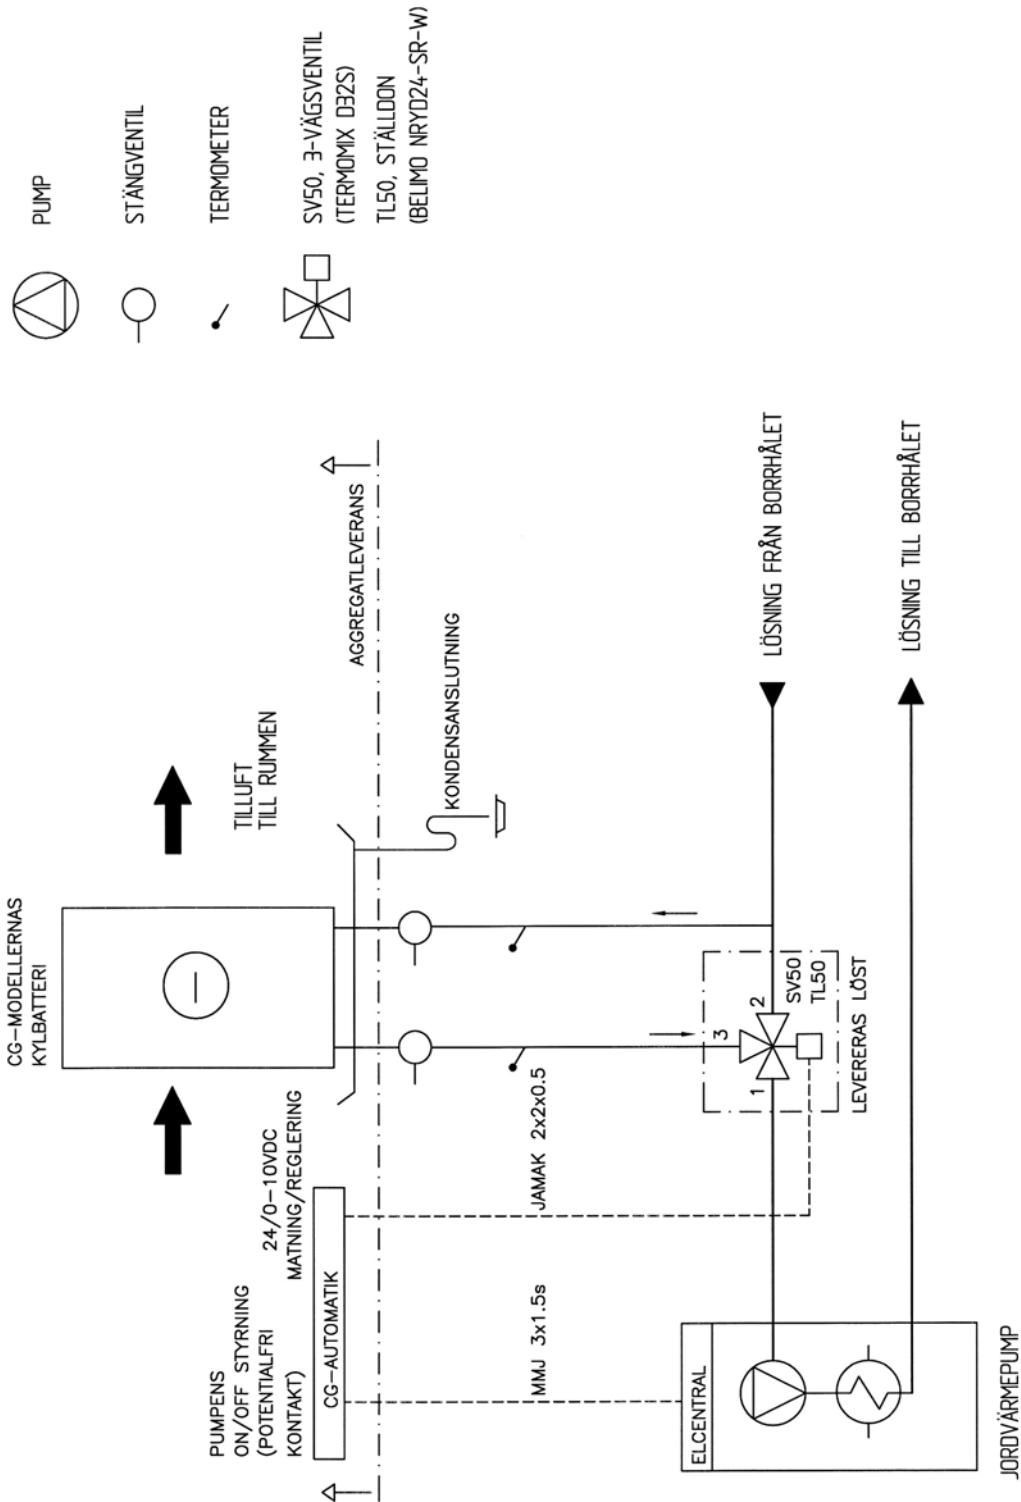 PUMP
STÄNGVENTIL
TERMOMETER
SV50, 3-VÄGSVENTIL
(TERMOMIX D32S)
TL50, STÄLLDON
(BELIMO NRYD24-SR-W)
CG-MODELLERNAS
KYLBATTERI
TILLUFT
TILL RUMMEN
AGGREGATLEVERANS
KONDENSANSLUTNING
PUMPENS
ON/OFF STYRNING
(POTENTIALFRI
KONTAKT)
24/0-10VDC
MATNING/REGLERING
CG-AUTOMATIK
MMJ 3x1.5s
JAMAK 2x2x0.5
1
3
2
SV50
TL50
LEVERERAS LÖST
LÖSNING FRÅN BORRHÅLET
LÖSNING TILL BORRHÅLET
ELCENTRAL
JORDVÄRMEPUMP